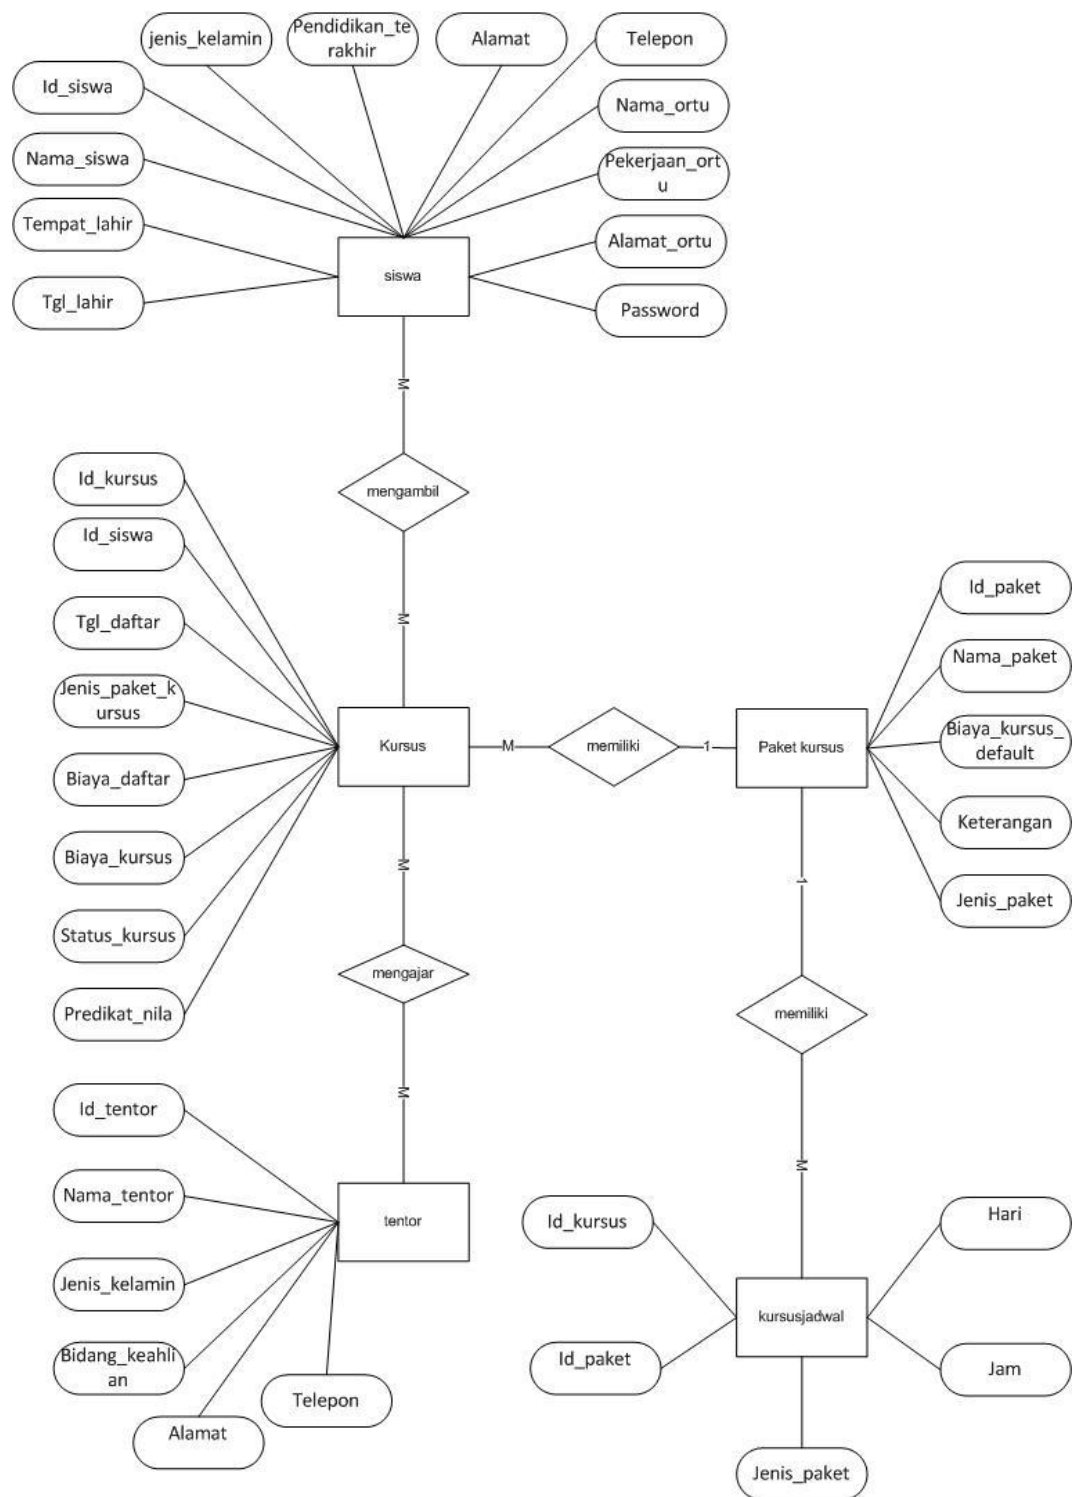 jenis_kelamin
Pendidikan_te
rakhir
Alamat
Telepon
Id_siswa
Nama_ortu
Nama_siswa
Pekerjaan_ort
u
Tempat_lahir
Alamat_ortu
Tgl_lahir
Password
siswa
M
mengambil
M
Id_kursus
Id_siswa
Tgl_daftar
Jenis_paket_k
ursus
Biaya_daftar
Biaya_kursus
Status_kursus
Predikat_nila
Kursus
M
memiliki
1
Paket kursus
Id_paket
Nama_paket
Biaya_kursus_
default
Keterangan
Jenis_paket
M
mengajar
M
1
memiliki
M
Id_tentor
Nama_tentor
Jenis_kelamin
Bidang_keahli
an
Alamat
Telepon
tentor
Id_kursus
Id_paket
kursusjadwal
Hari
Jam
Jenis_paket